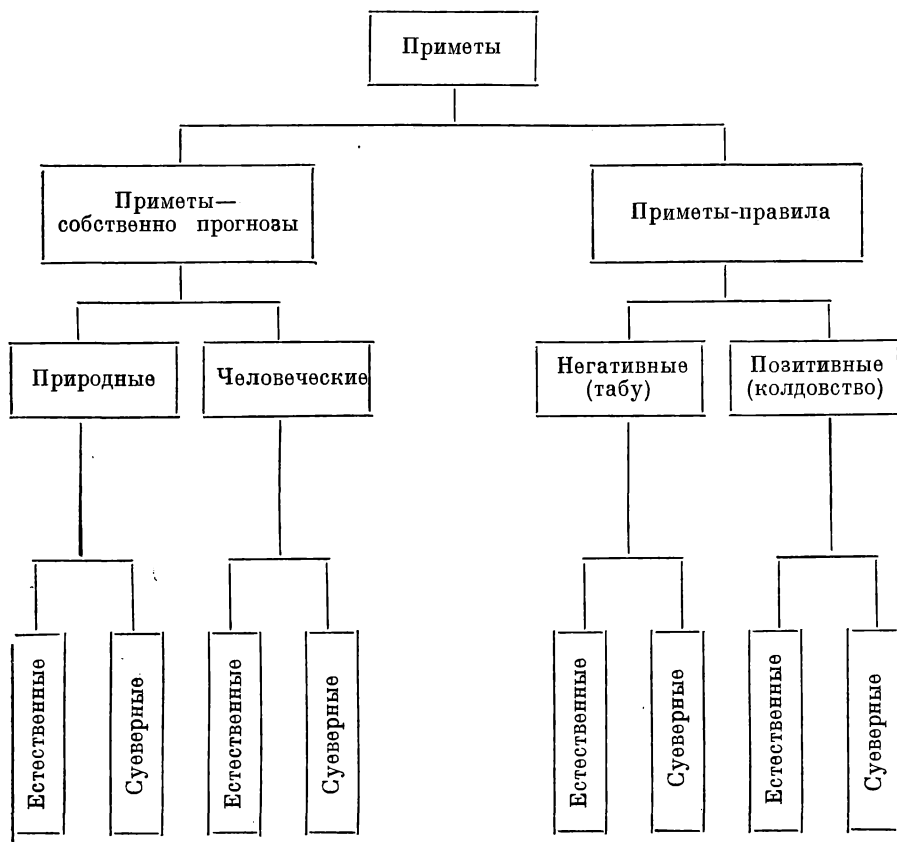 Приметы
Приметы—
собственно прогнозы
Приметы-правила
Природные
Человеческие
Негативные
(табу)
Позитивные
(колдовство)
Естественные
Суеверные
Естественные
Суеверные
Естественные
Суеверные
Естественные
Суеверные